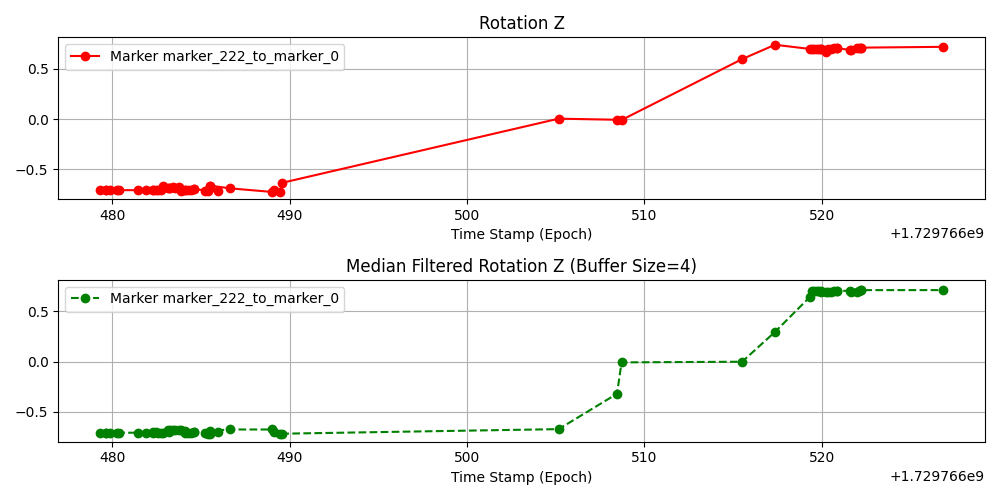 Rotation Z
Marker marker_222_to_marker_0
0.5
0.0
−0.5
480 490 500 510 520
Time Stamp (Epoch)
+1.729766e9
Median Filtered Rotation Z (Buffer Size=4)
Marker marker_222_to_marker_0
0.5
0.0
−0.5
480 490 500 510 520
Time Stamp (Epoch)
+1.729766e9